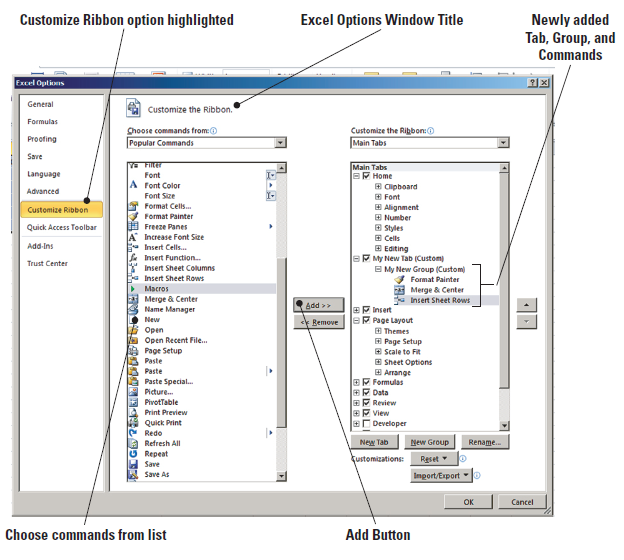 Customize Ribbon option highlighted
Excel Options Window Title
Newly added
Tab, Group, and
Commands
Excel Options
General
Formulas
Proofing
Save
Language
Advanced
Customize Ribbon
Quick Access Toolbar
Add-Ins
Trust Center
Customize the Ribbon.
Choose commands from:
Popular Commands
Filter
Font
Font Color
Font Size
Format Cells...
Format Painter
Freeze Panes
Increase Font Size
Insert Cells...
Insert Function...
Insert Sheet Columns
Insert Sheet Rows
Macros
Merge & Center
Name Manager
New
Open
Open Recent File...
Page Setup
Paste
Paste
Paste Special...
Picture...
PivotTable
Print Preview
Quick Print
Redo
Refresh All
Repeat
Save
Save As
Add >>
<< Remove
Customize the Ribbon:
Main Tabs
Main Tabs
Home
Clipboard
Font
Alignment
Number
Styles
Cells
Editing
My New Tab (Custom)
My New Group (Custom)
Format Painter
Merge & Center
Insert Sheet Rows
Insert
Page Layout
Themes
Page Setup
Scale to Fit
Sheet Options
Arrange
Formulas
Data
Review
View
Developer
New Tab
New Group
Rename...
Customizations:
Reset
Import/Export
OK
Cancel
Choose commands from list
Add Button